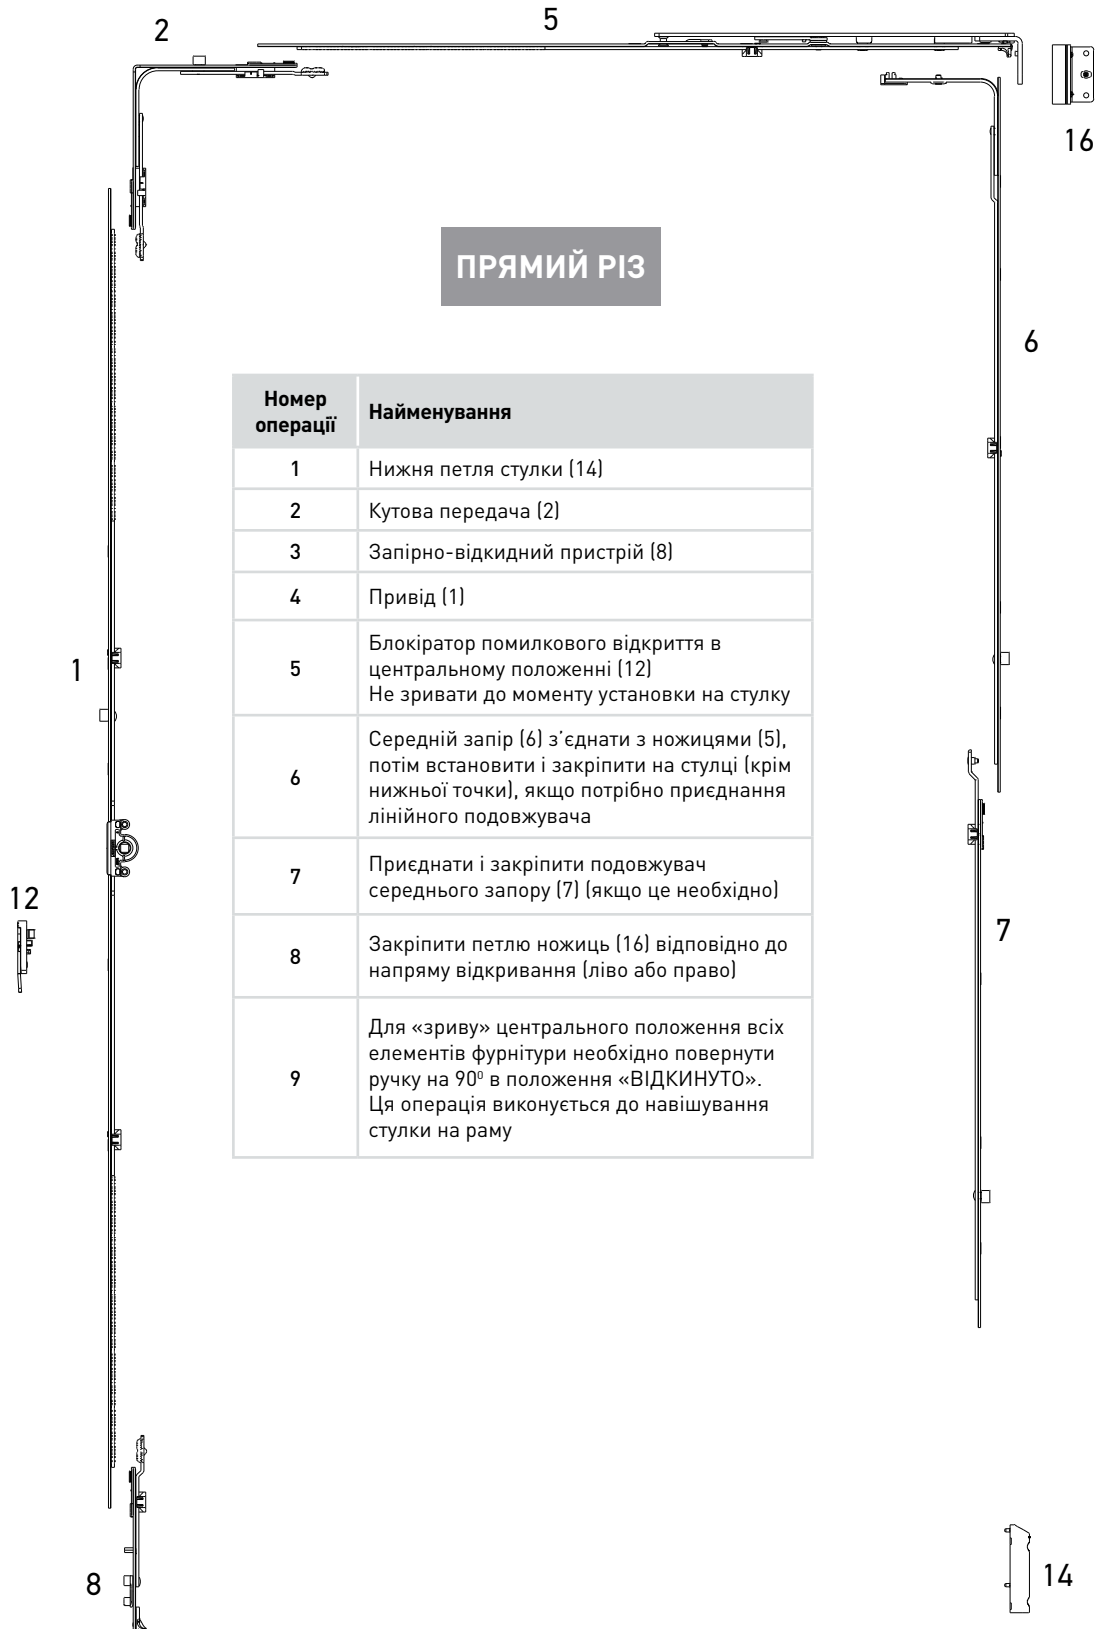 2
5
16
ПРЯМИЙ РІЗ
6
Номер
операції
Найменування
1
Нижня петля стулки (14)
2
Кутова передача (2)
3
Запірно-відкидний пристрій (8)
4
Привід (1)
5
Блокіратор помилкового відкриття в
центральному положенні (12)
Не зривати до моменту установки на стулку
6
Середній запір (6) з’єднати з ножицями (5),
потім встановити і закріпити на стулці (крім
нижньої точки), якщо потрібно приєднання
лінійного подовжувача
7
Приєднати і закріпити подовжувач
середнього запору (7) (якщо це необхідно)
8
Закріпити петлю ножиць (16) відповідно до
напряму відкривання (ліво або право)
9
Для «зриву» центрального положення всіх
елементів фурнітури необхідно повернути
ручку на 90⁰ в положення «ВІДКИНУТО».
Ця операція виконується до навішування
стулки на раму
1
12
7
8
14